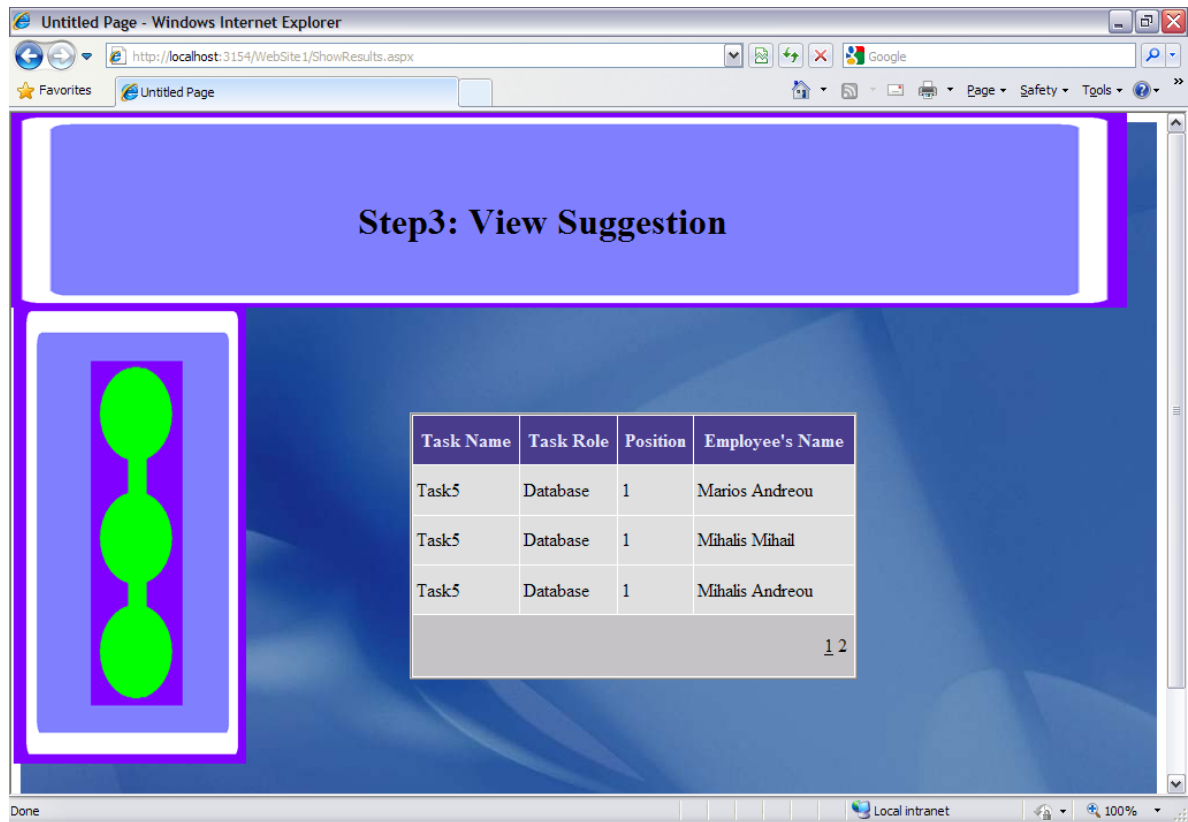 Untitled Page - Windows Internet Explorer
http://localhost:3154/WebSite1/ShowResults.aspx Google
Favorites Untitled Page Page Safety Tools »
Step3: View Suggestion
Task Name Task Role Position Employee's Name
Task5 Database 1 Marios Andreou
Task5 Database 1 Mihalis Mihail
Task5 Database 1 Mihalis Andreou
1 2
Done Local intranet 100%